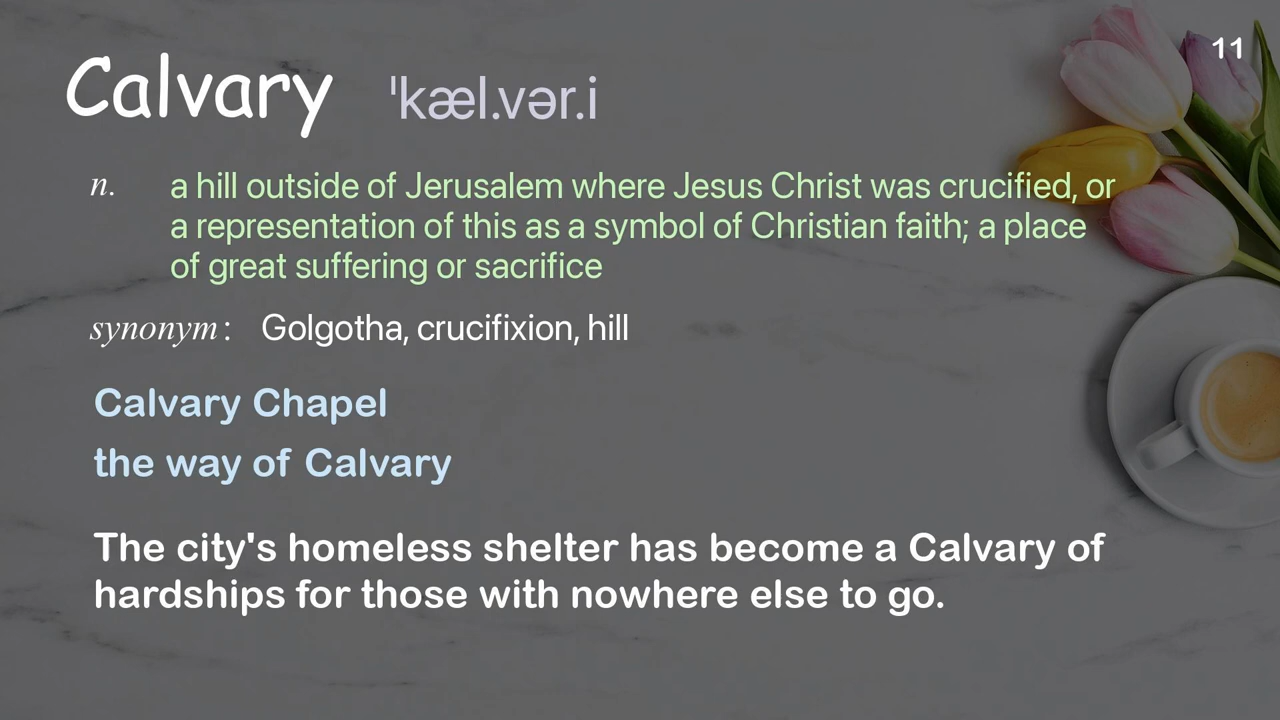 11
Calvary ˈkæl.vər.i
n. a hill outside of Jerusalem where Jesus Christ was crucified, or
a representation of this as a symbol of Christian faith; a place
of great suffering or sacrifice
synonym: Golgotha, crucifixion, hill
Calvary Chapel
the way of Calvary
The city's homeless shelter has become a Calvary of
hardships for those with nowhere else to go.